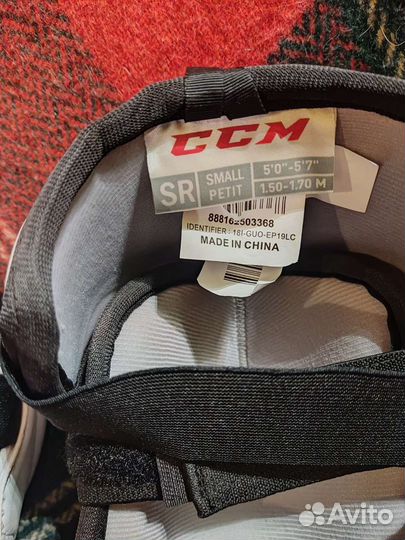 CCM
SR
SMALL
PETIT
5'0"-5'7"
1.50-1.70 M
888162503368
IDENTIFIER : 18I-GUO-EP19LC
MADE IN CHINA
Avito